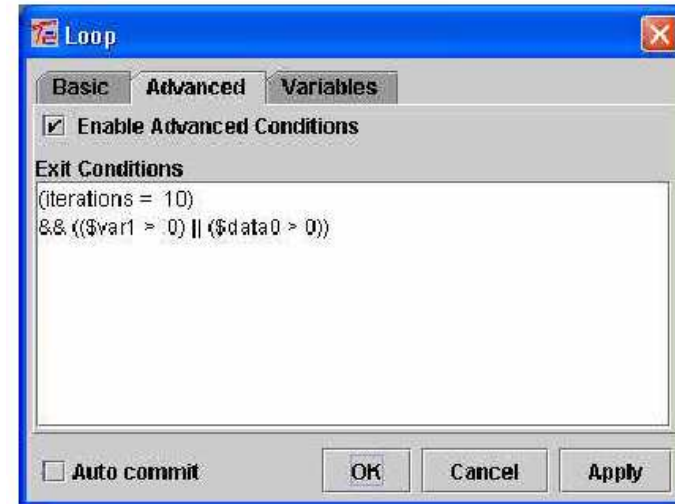 Loop
Basic Advanced Variables
Enable Advanced Conditions
Exit Conditions
(iterations = 10)
&& (($var1 > 0) || ($data0 > 0))
Auto commit OK Cancel Apply